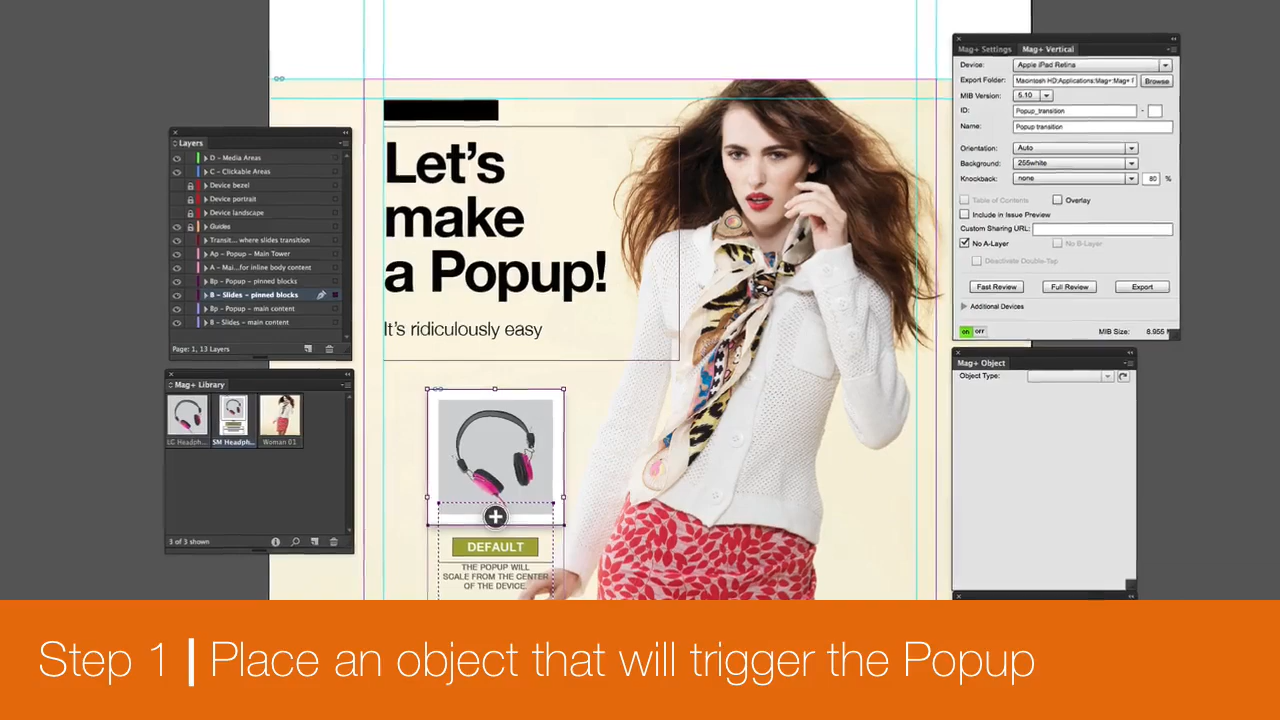 Layers
D - Media Areas
C - Clickable Areas
Device bezel
Device portrait
Device landscape
Guides
Transit... where slides transition
Ap - Popup - Main Tower
A - Mai...for inline body content
Bp - Popup - pinned blocks
B - Slides - pinned blocks
Bp - Popup - main content
B - Slides - main content
Page: 1, 13 Layers
Mag+ Library
LG Headph...
SM Headph...
Woman 01
3 of 3 shown
Let's
make
a Popup!
It's ridiculously easy
DEFAULT
THE POPUP WILL
SCALE FROM THE CENTER
OF THE DEVICE.
Mag+ Settings
Mag+ Vertical
Device: Apple iPad Retina
Export Folder: Macintosh HD:Applications:Mag+:Mag+ Browse
MIB Version: 5.10
ID: Popup_transition -
Name: Popup transition
Orientation: Auto
Background: 255white
Knockback: none 80 %
Table of Contents Overlay
Include in Issue Preview
Custom Sharing URL:
No A-Layer No B-Layer
Deactivate Double-Tap
Fast Review Full Review Export
Additional Devices
on OFF MIB Size: 8.955
Mag+ Object
Object Type:
Step 1 | Place an object that will trigger the Popup